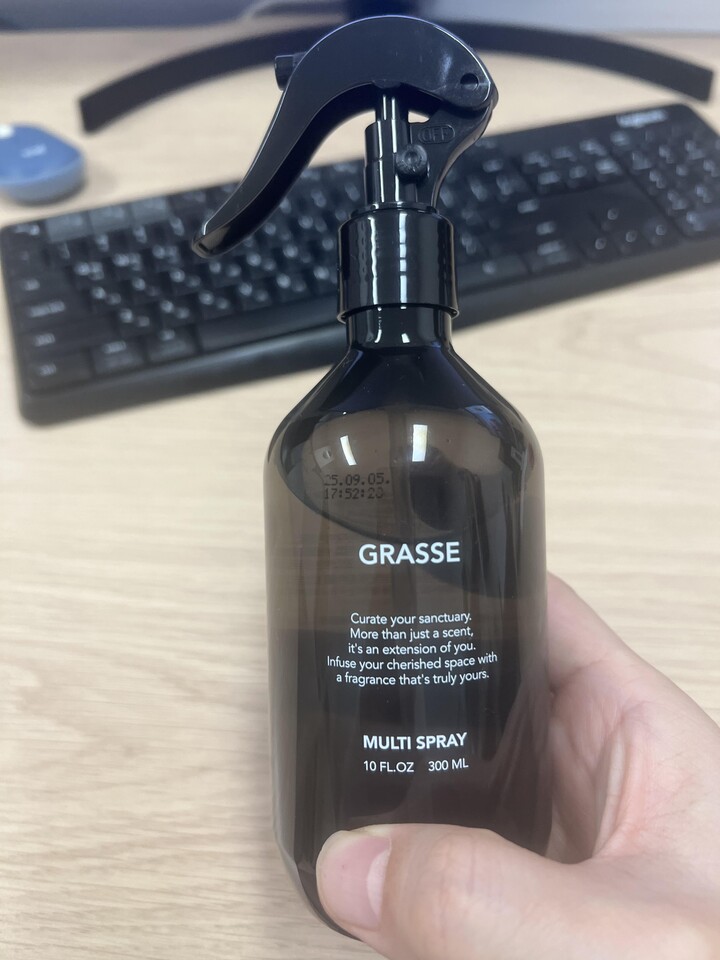 OFF
25.09.05.
17:52:20
GRASSE
Curate your sanctuary.
More than just a scent,
it's an extension of you.
Infuse your cherished space with
a fragrance that's truly yours.
MULTI SPRAY
10 FL.OZ 300 ML